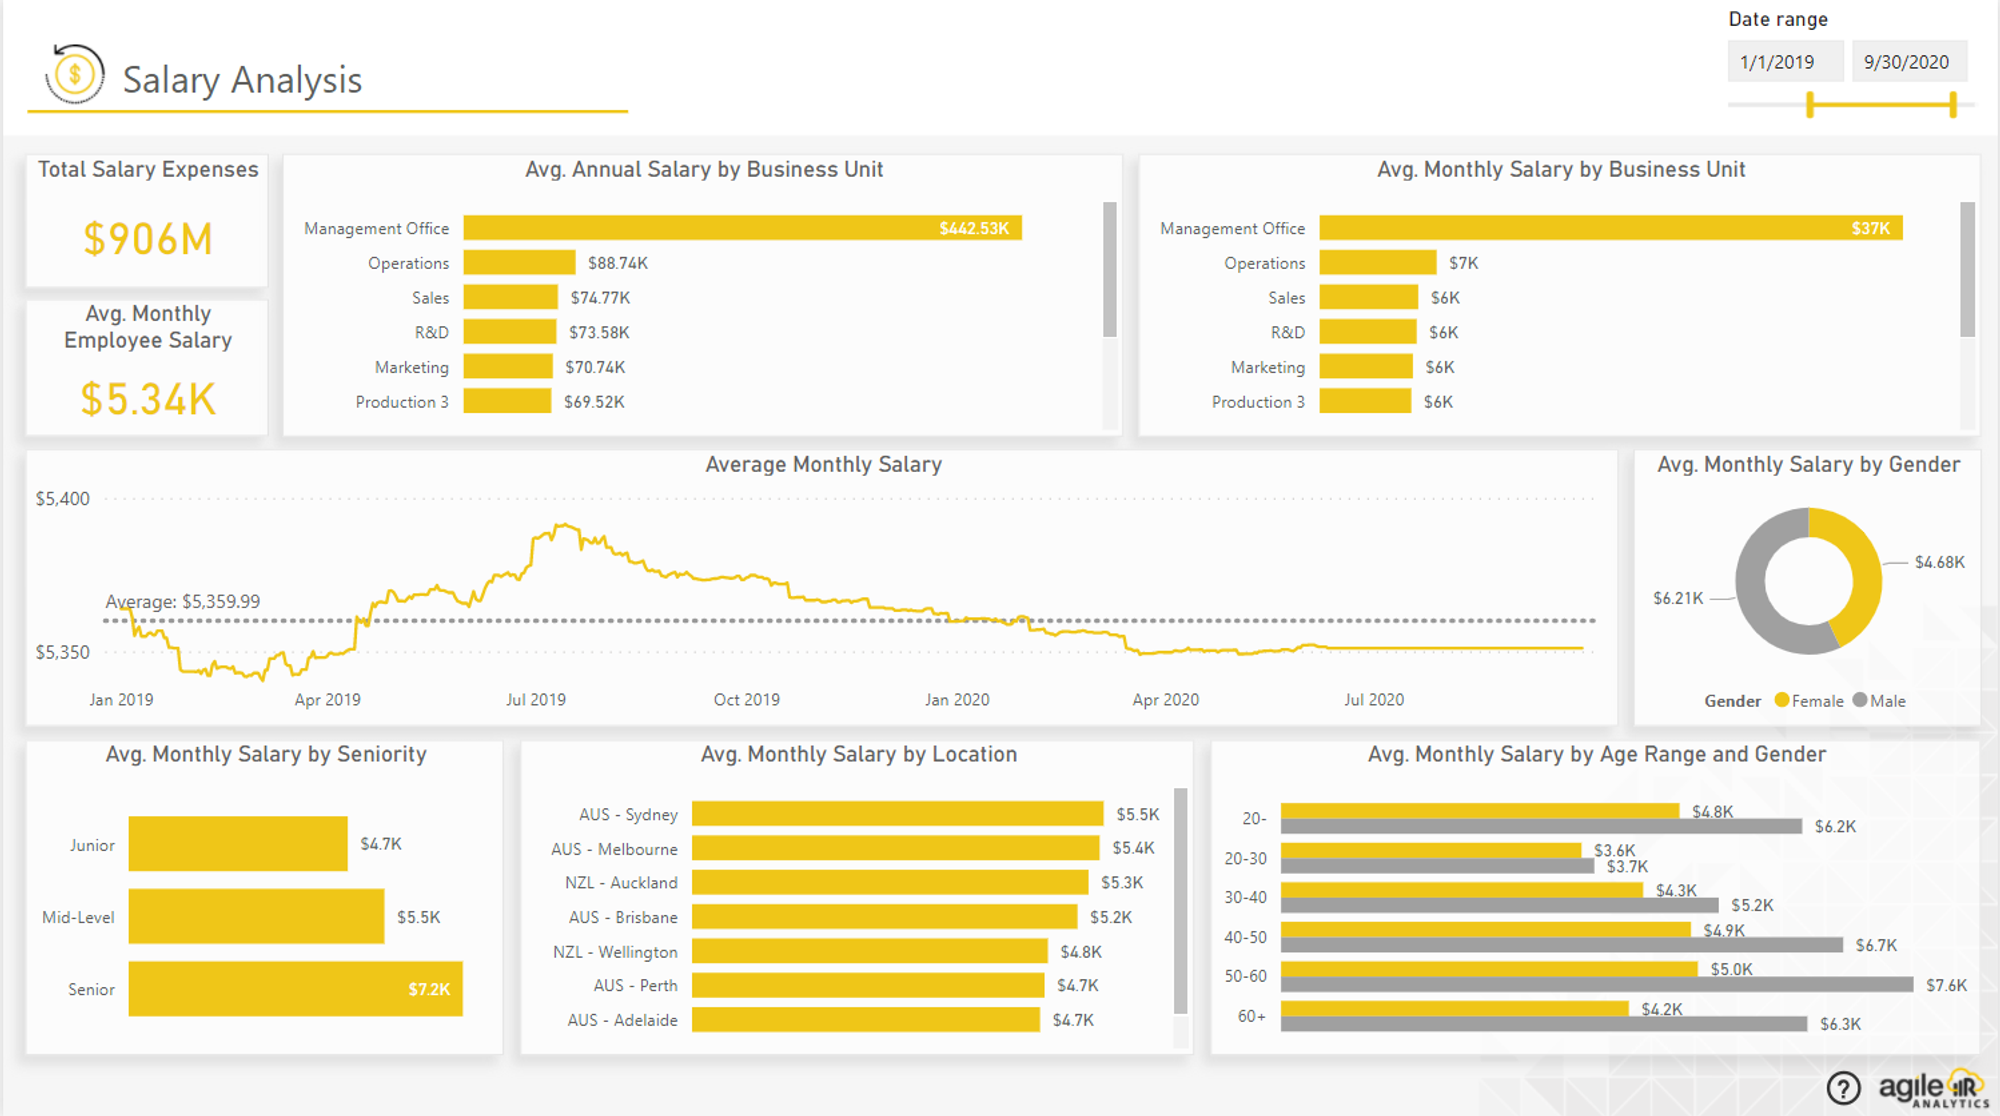 Date range
1/1/2019 9/30/2020
$
Salary Analysis
Total Salary Expenses
$906M
Avg. Monthly
Employee Salary
$5.34K
Avg. Annual Salary by Business Unit
Management Office $442.53K
Operations $88.74K
Sales $74.77K
R&D $73.58K
Marketing $70.74K
Production 3 $69.52K
Avg. Monthly Salary by Business Unit
Management Office $37K
Operations $7K
Sales $6K
R&D $6K
Marketing $6K
Production 3 $6K
Average Monthly Salary
$5,400
Average: $5,359.99
$5,350
Jan 2019 Apr 2019 Jul 2019 Oct 2019 Jan 2020 Apr 2020 Jul 2020
Avg. Monthly Salary by Gender
$4.68K
$6.21K
Gender Female Male
Avg. Monthly Salary by Seniority
Junior $4.7K
Mid-Level $5.5K
Senior $7.2K
Avg. Monthly Salary by Location
AUS - Sydney $5.5K
AUS - Melbourne $5.4K
NZL - Auckland $5.3K
AUS - Brisbane $5.2K
NZL - Wellington $4.8K
AUS - Perth $4.7K
AUS - Adelaide $4.7K
Avg. Monthly Salary by Age Range and Gender
20- $4.8K
$6.2K
20-30 $3.6K
$3.7K
30-40 $4.3K
$5.2K
40-50 $4.9K
$6.7K
50-60 $5.0K
$7.6K
60+ $4.2K
$6.3K
? agile HR
ANALYTICS